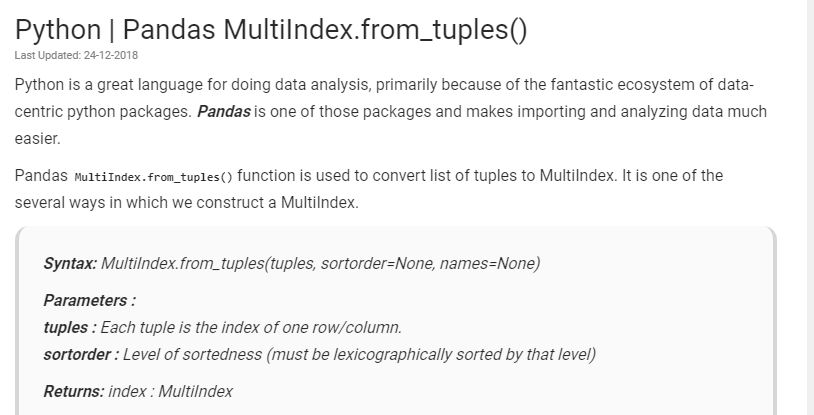 Python | Pandas MultiIndex.from_tuples()
Last Updated: 24-12-2018
Python is a great language for doing data analysis, primarily because of the fantastic ecosystem of data-
centric python packages. Pandas is one of those packages and makes importing and analyzing data much
easier.
Pandas MultiIndex.from_tuples() function is used to convert list of tuples to MultiIndex. It is one of the
several ways in which we construct a MultiIndex.
Syntax: MultiIndex.from_tuples(tuples, sortorder=None, names=None)
Parameters :
tuples : Each tuple is the index of one row/column.
sortorder : Level of sortedness (must be lexicographically sorted by that level)
Returns: index : MultiIndex